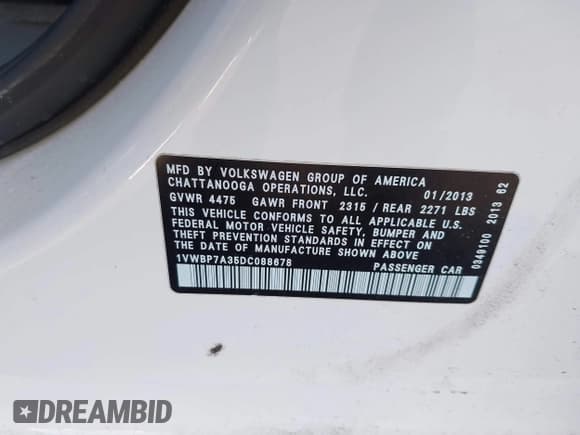 MFD BY VOLKSWAGEN GROUP OF AMERICA
CHATTANOOGA OPERATIONS, LLC. 01/2013
GVWR 4475 GAWR FRONT 2315 / REAR 2271 LBS
THIS VEHICLE CONFORMS TO ALL APPLICABLE U.S.
FEDERAL MOTOR VEHICLE SAFETY, BUMPER AND
THEFT PREVENTION STANDARDS IN EFFECT ON
THE DATE OF MANUFACTURE SHOWN ABOVE
1VWBP7A35DC088678 PASSENGER CAR
0349100 2013 62
DREAMBID